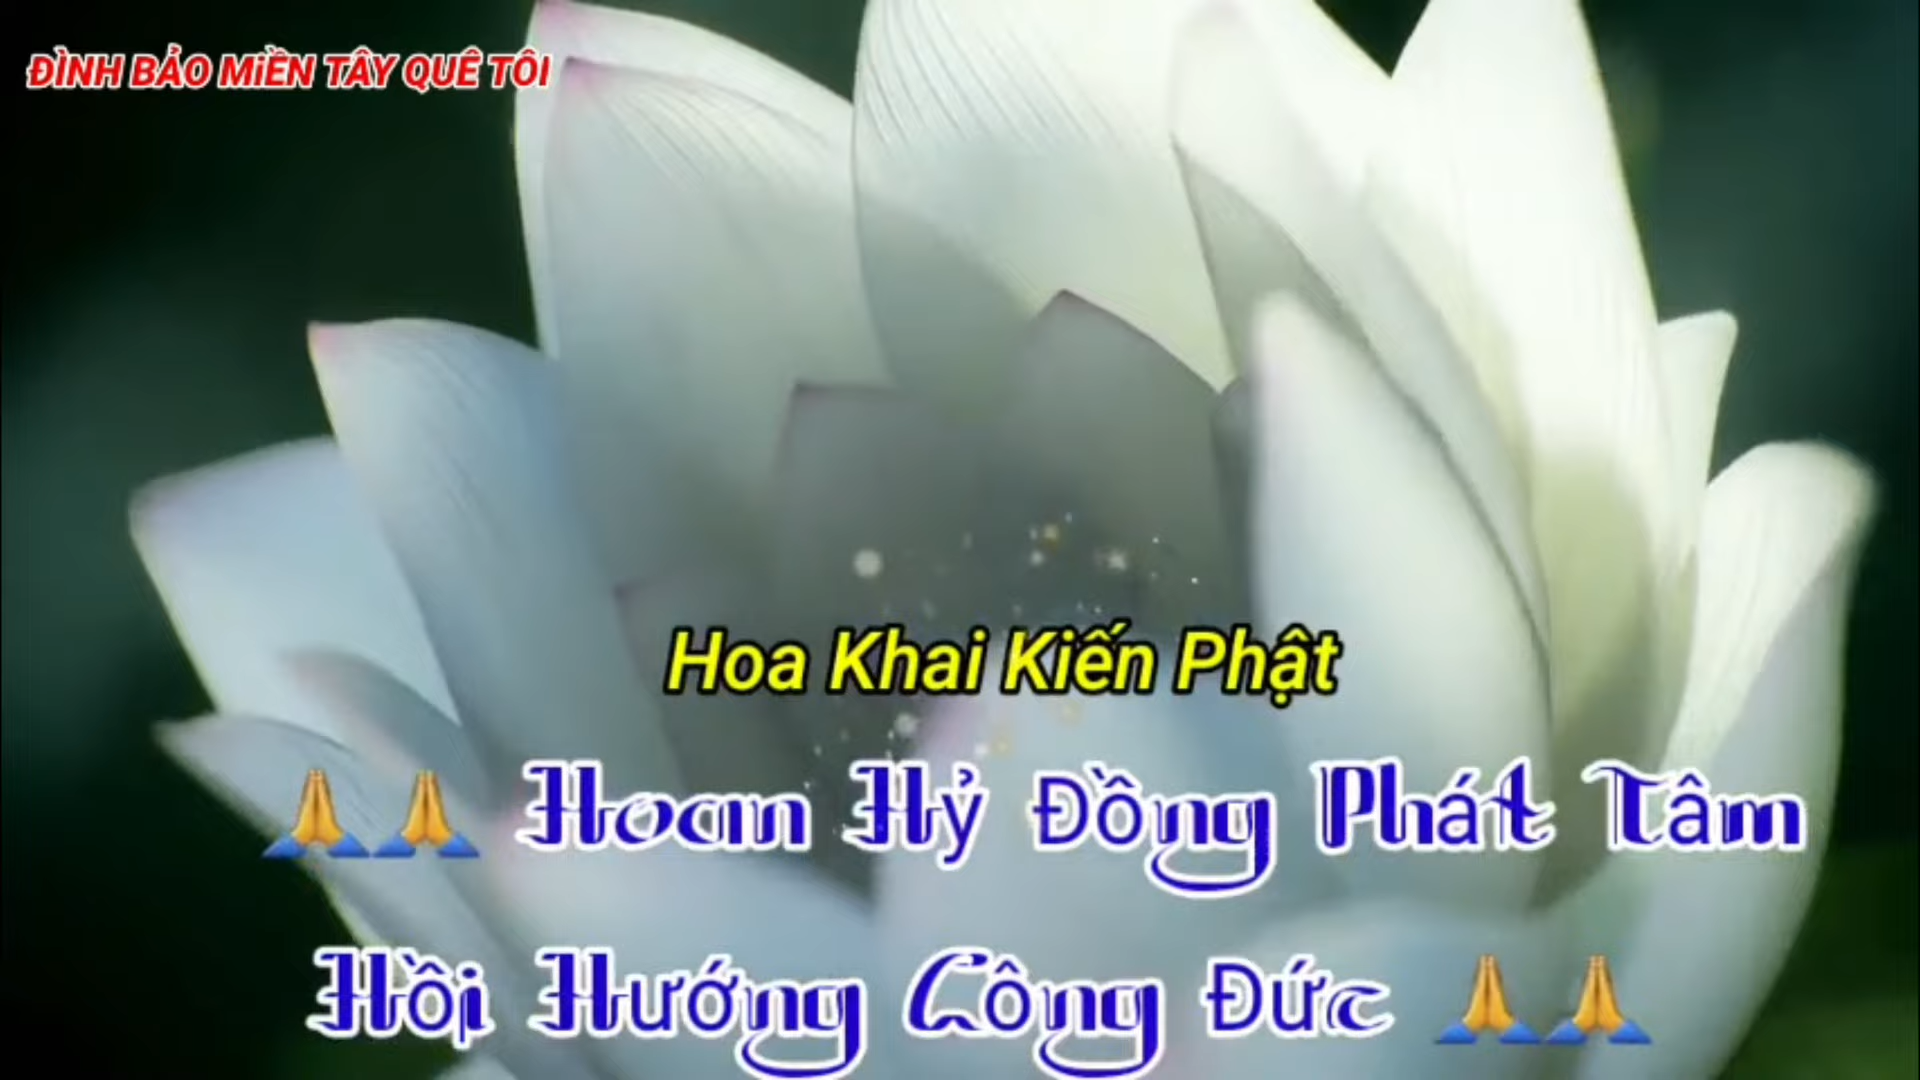 ĐÌNH BẢO MiỀN TÂY QUÊ TÔI
Hoa Khai Kiến Phật
🙏🙏 Hoan Hỷ Đồng Phát Tâm
Hồi Hướng Công Đức 🙏🙏